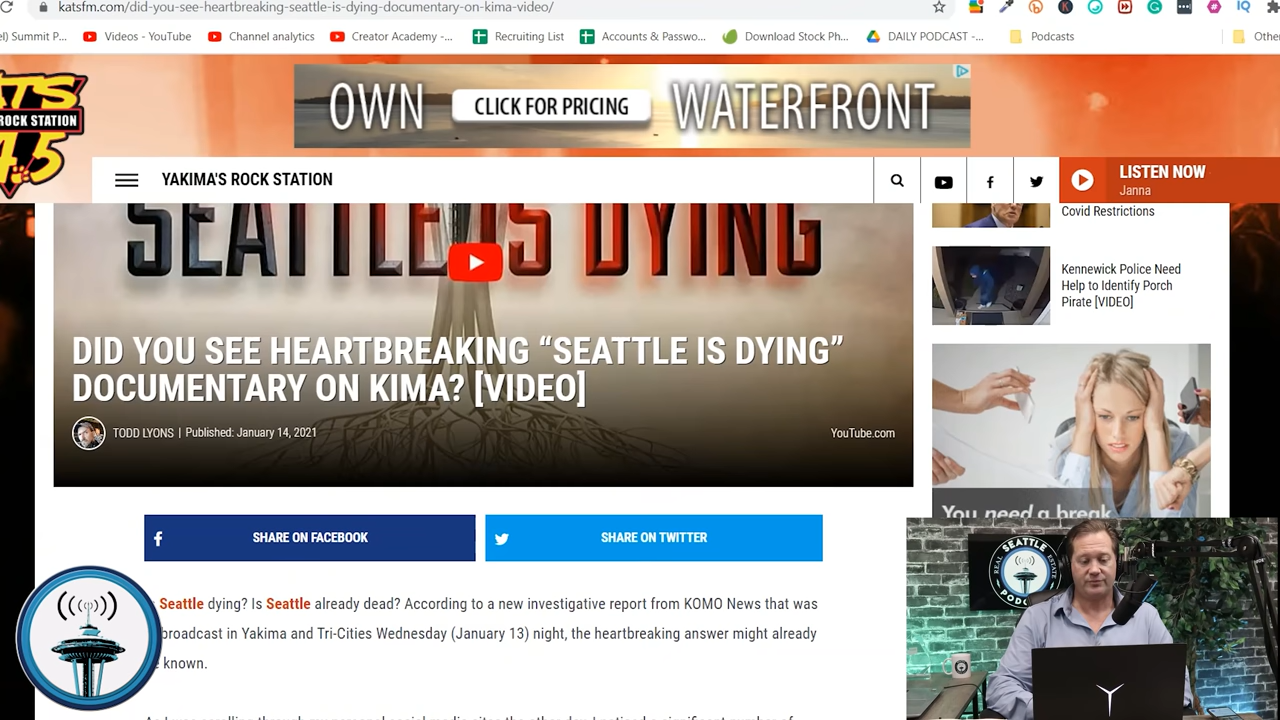 katsfm.com/did-you-see-heartbreaking-seattle-is-dying-documentary-on-kima-video/
Summit P...
Videos - YouTube
Channel analytics
Creator Academy -...
Recruiting List
Accounts & Passwo...
Download Stock Ph...
DAILY PODCAST -...
Podcasts
OWN
CLICK FOR PRICING
WATERFRONT
ROCK STATION
YAKIMA'S ROCK STATION
LISTEN NOW
Janna
SEATTLE IS DYING
Covid Restrictions
Kennewick Police Need
Help to Identify Porch
Pirate [VIDEO]
DID YOU SEE HEARTBREAKING “SEATTLE IS DYING”
DOCUMENTARY ON KIMA? [VIDEO]
TODD LYONS | Published: January 14, 2021
YouTube.com
You need a break
SHARE ON FACEBOOK
SHARE ON TWITTER
SEATTLE
REAL
ESTATE
Seattle dying? Is Seattle already dead? According to a new investigative report from KOMO News that was
broadcast in Yakima and Tri-Cities Wednesday (January 13) night, the heartbreaking answer might already
known.